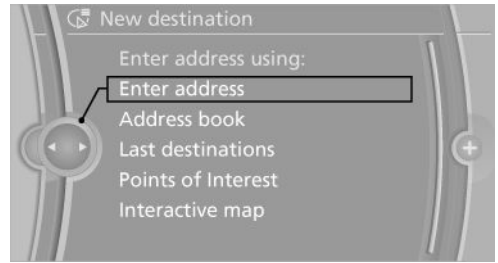 New destination
Enter address using:
Enter address
Address book
Last destinations
Points of Interest
Interactive map